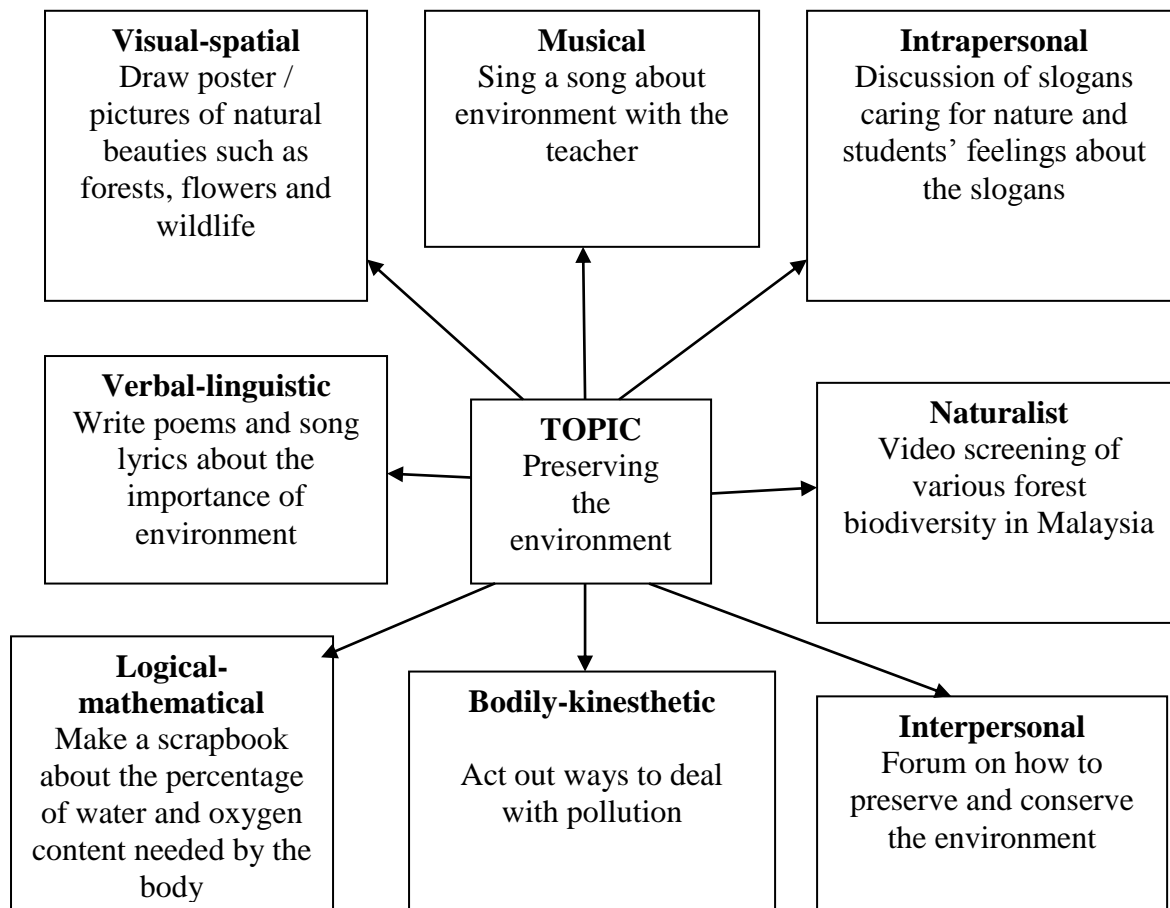 Visual-spatial
Draw poster /
pictures of natural
beauties such as
forests, flowers and
wildlife
Musical
Sing a song about
environment with the
teacher
Intrapersonal
Discussion of slogans
caring for nature and
students’ feelings about
the slogans
Verbal-linguistic
Write poems and song
lyrics about the
importance of
environment
TOPIC
Preserving
the
environment
Naturalist
Video screening of
various forest
biodiversity in Malaysia
Logical-
mathematical
Make a scrapbook
about the percentage
of water and oxygen
content needed by the
body
Bodily-kinesthetic
Act out ways to deal
with pollution
Interpersonal
Forum on how to
preserve and conserve
the environment